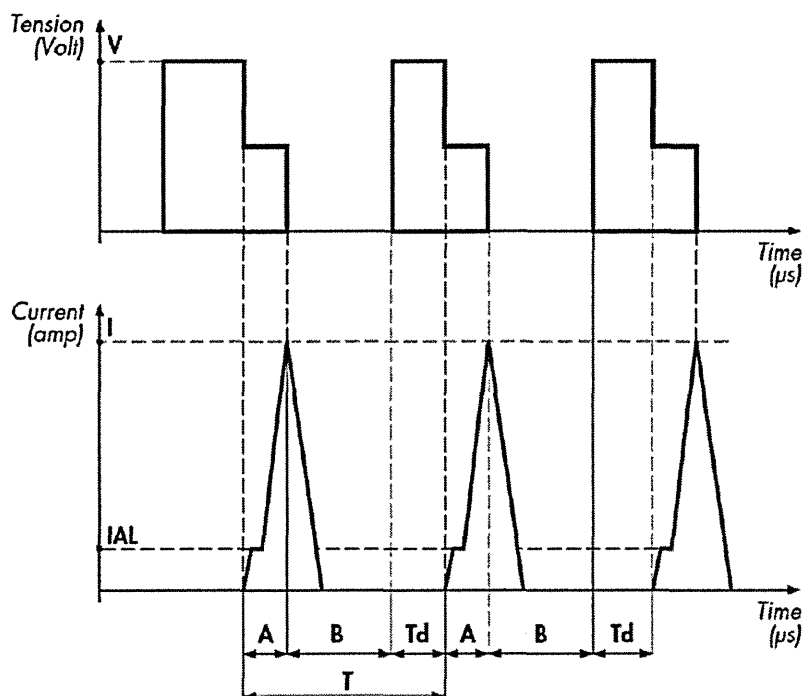 Tension
(Volt)
V
Time
(µs)
Current
(amp)
I
IAL
Time
(µs)
A B Td A B Td
T